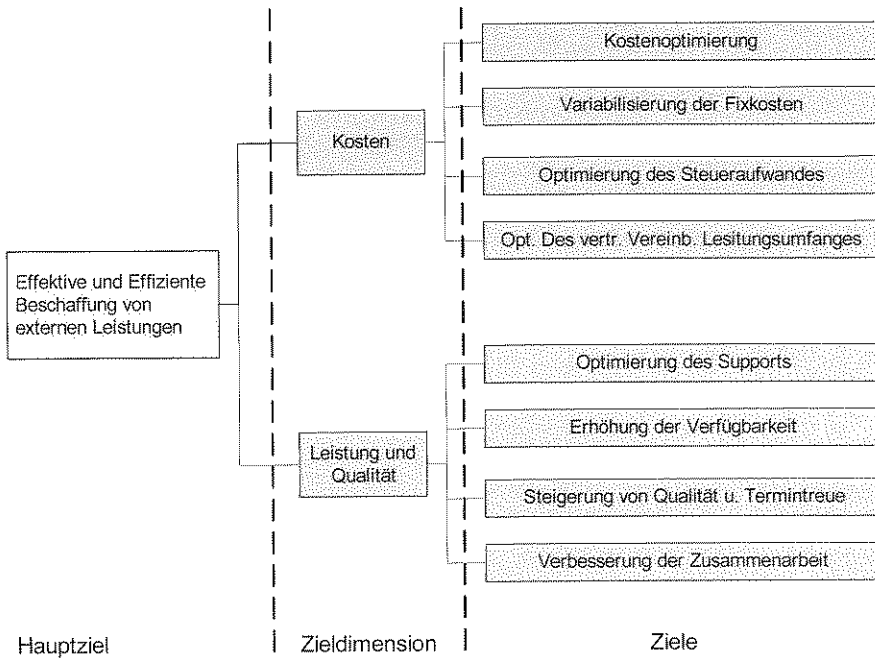 Kostenoptimierung
Variabilisierung der Fixkosten
Kosten
Optimierung des Steueraufwandes
Opt. Des vertr. Vereinb. Lesitungsumfanges
Effektive und Effiziente
Beschaffung von
externen Leistungen
Optimierung des Supports
Erhöhung der Verfügbarkeit
Leistung und
Qualität
Steigerung von Qualität u. Termintreue
Verbesserung der Zusammenarbeit
Hauptziel
Zieldimension
Ziele